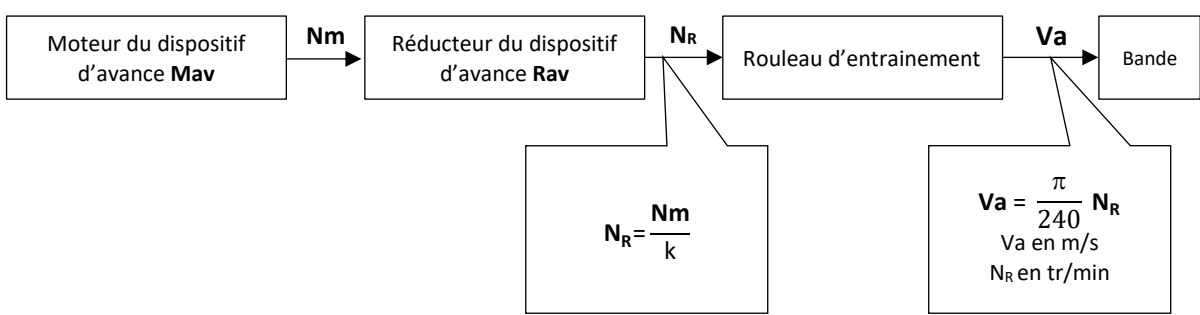 Moteur du dispositif
d'avance Mav
Nm
Réducteur du dispositif
d'avance Rav
NR
Rouleau d'entrainement
Va
Bande
NR= Nm
k
Va = π
240 NR
Va en m/s
NR en tr/min